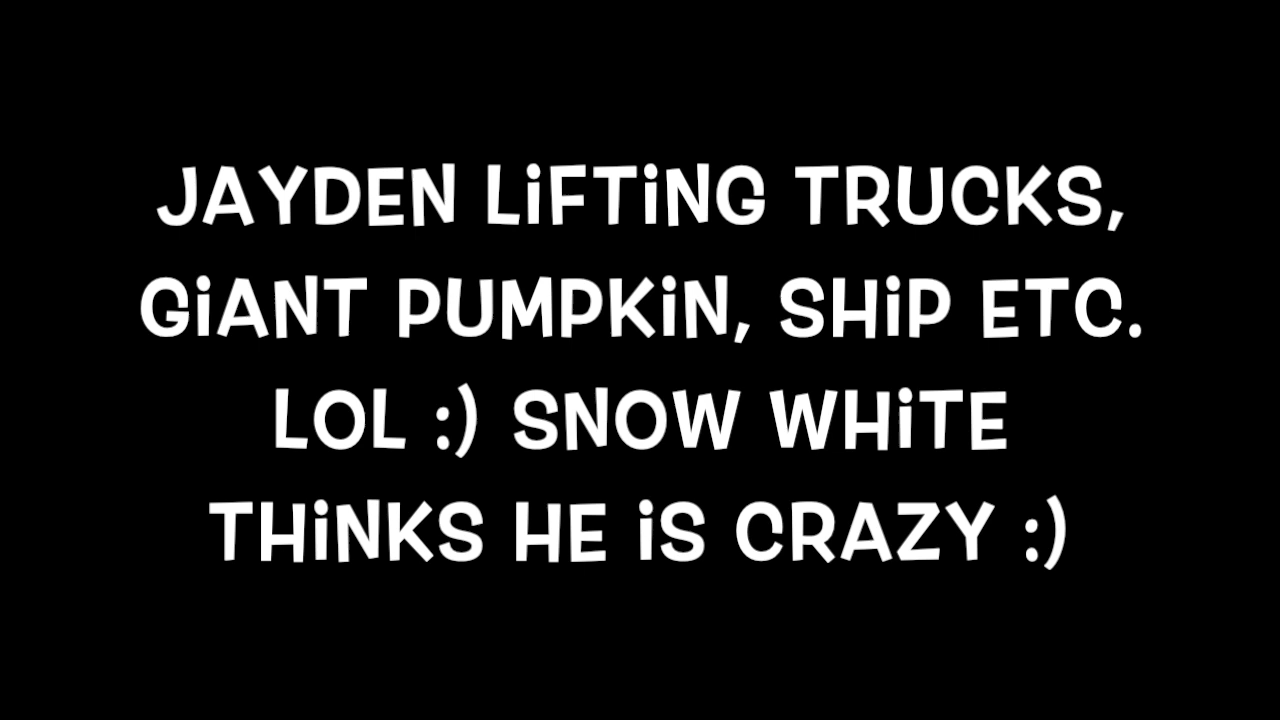 JAYDEN LiFTiNG TRUCKS,
GiANT PUMPKiN, SHiP ETC.
LOL :) SNOW WHiTE
THiNKS HE iS CRAZY :)